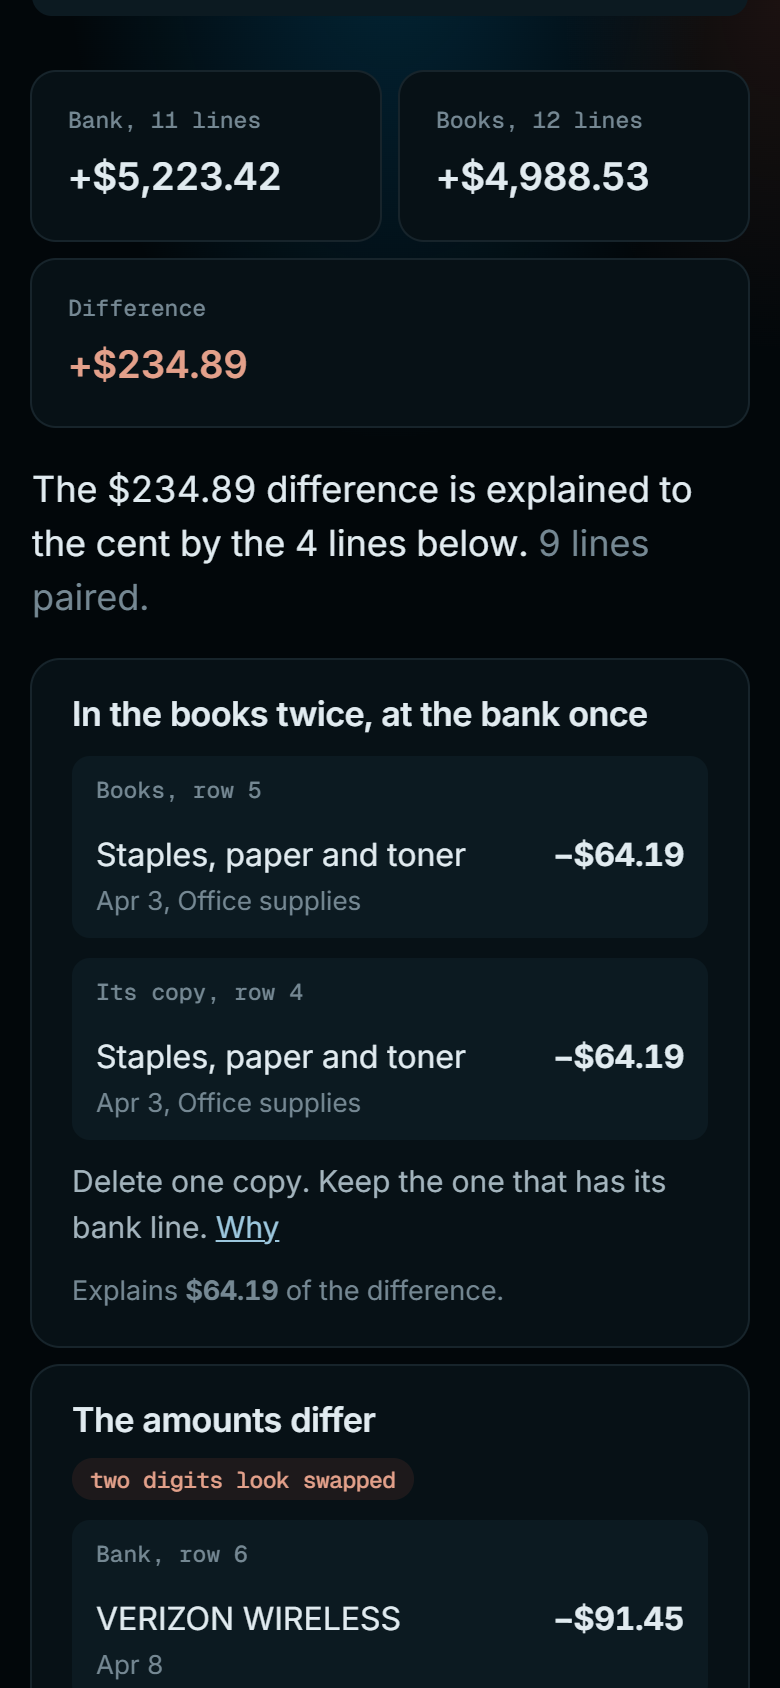 Bank, 11 lines
+$5,223.42
Books, 12 lines
+$4,988.53
Difference
+$234.89
The $234.89 difference is explained to
the cent by the 4 lines below. 9 lines
paired.
In the books twice, at the bank once
Books, row 5
Staples, paper and toner −$64.19
Apr 3, Office supplies
Its copy, row 4
Staples, paper and toner −$64.19
Apr 3, Office supplies
Delete one copy. Keep the one that has its
bank line. Why
Explains $64.19 of the difference.
The amounts differ
two digits look swapped
Bank, row 6
VERIZON WIRELESS −$91.45
Apr 8